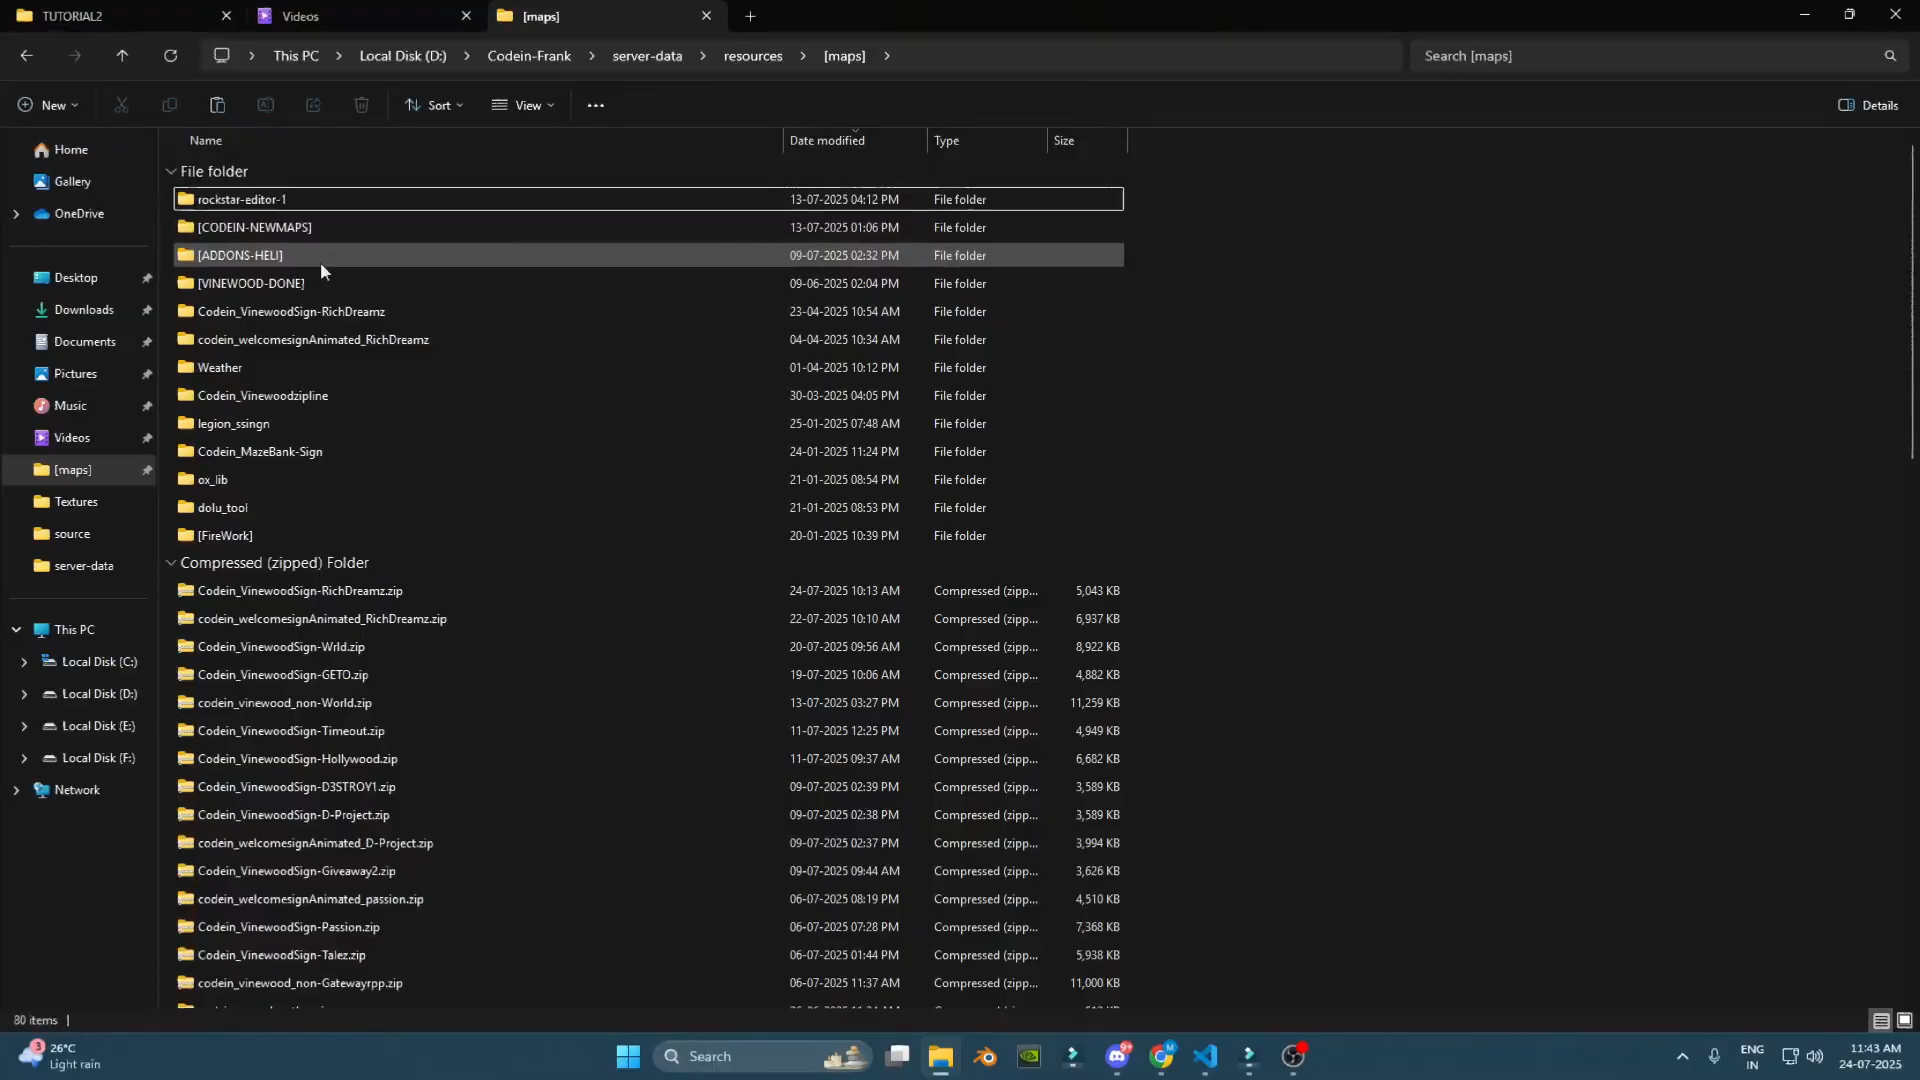 TUTORIAL2
Videos
[maps]
This PC
Local Disk (D:)
Codein-Frank
server-data
resources
[maps]
Search [maps]
New
Sort
View
Details
Name
Date modified
Type
Size
Home
Gallery
OneDrive
Desktop
Downloads
Documents
Pictures
Music
Videos
[maps]
Textures
source
server-data
This PC
Local Disk (C:)
Local Disk (D:)
Local Disk (E:)
Local Disk (F:)
Network
File folder
rockstar-editor-1 13-07-2025 04:12 PM File folder
[CODEIN-NEWMAPS] 13-07-2025 01:06 PM File folder
[ADDONS-HELI] 09-07-2025 02:32 PM File folder
[VINEWOOD-DONE] 09-06-2025 02:04 PM File folder
Codein_VinewoodSign-RichDreamz 23-04-2025 10:54 AM File folder
codein_welcomesignAnimated_RichDreamz 04-04-2025 10:34 AM File folder
Weather 01-04-2025 10:12 PM File folder
Codein_Vinewoodzipline 30-03-2025 04:05 PM File folder
legion_ssingn 25-01-2025 07:48 AM File folder
Codein_MazeBank-Sign 24-01-2025 11:24 PM File folder
ox_lib 21-01-2025 08:54 PM File folder
dolu_tool 21-01-2025 08:53 PM File folder
[FireWork] 20-01-2025 10:39 PM File folder
Compressed (zipped) Folder
Codein_VinewoodSign-RichDreamz.zip 24-07-2025 10:13 AM Compressed (zipp... 5,043 KB
codein_welcomesignAnimated_RichDreamz.zip 22-07-2025 10:10 AM Compressed (zipp... 6,937 KB
Codein_VinewoodSign-Wrld.zip 20-07-2025 09:56 AM Compressed (zipp... 8,922 KB
Codein_VinewoodSign-GETO.zip 19-07-2025 10:06 AM Compressed (zipp... 4,882 KB
codein_vinewood_non-World.zip 13-07-2025 03:27 PM Compressed (zipp... 11,259 KB
Codein_VinewoodSign-Timeout.zip 11-07-2025 12:25 PM Compressed (zipp... 4,949 KB
Codein_VinewoodSign-Hollywood.zip 11-07-2025 09:37 AM Compressed (zipp... 6,682 KB
Codein_VinewoodSign-D3STROY1.zip 09-07-2025 02:39 PM Compressed (zipp... 3,589 KB
Codein_VinewoodSign-D-Project.zip 09-07-2025 02:38 PM Compressed (zipp... 3,589 KB
codein_welcomesignAnimated_D-Project.zip 09-07-2025 02:37 PM Compressed (zipp... 3,994 KB
Codein_VinewoodSign-Giveaway2.zip 09-07-2025 09:44 AM Compressed (zipp... 3,626 KB
codein_welcomesignAnimated_passion.zip 06-07-2025 08:19 PM Compressed (zipp... 4,510 KB
Codein_VinewoodSign-Passion.zip 06-07-2025 07:28 PM Compressed (zipp... 7,368 KB
Codein_VinewoodSign-Talez.zip 06-07-2025 01:44 PM Compressed (zipp... 5,938 KB
codein_vinewood_non-Gatewayrpp.zip 06-07-2025 11:37 AM Compressed (zipp... 11,000 KB
80 items
3
26°C
Light rain
Search
9+
M
ENG
IN
11:43 AM
24-07-2025